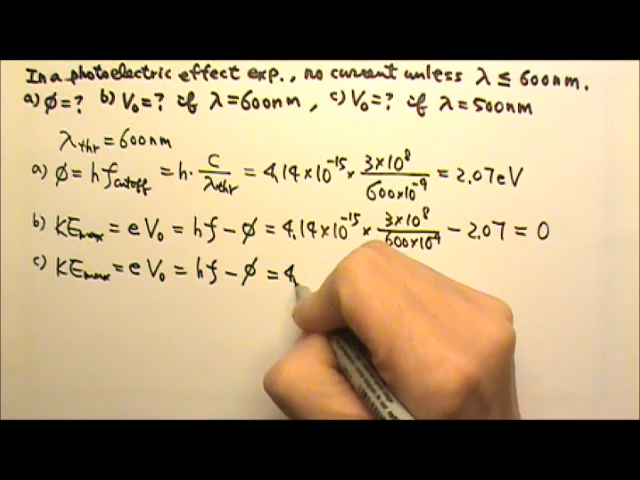 In a photoelectric effect exp., no current unless λ ≤ 600nm.
a) φ=? b) V₀=? if λ=600nm, c) V₀=? if λ=500nm
λthr = 600nm
a) φ = hfcutoff = h· c/λthr = 4.14×10⁻¹⁵ × 3×10⁸/600×10⁻⁹ = 2.07eV
b) KEmax = eV₀ = hf − φ = 4.14×10⁻¹⁵ × 3×10⁸/600×10⁻⁹ − 2.07 = 0
c) KEmax = eV₀ = hf − φ = 4